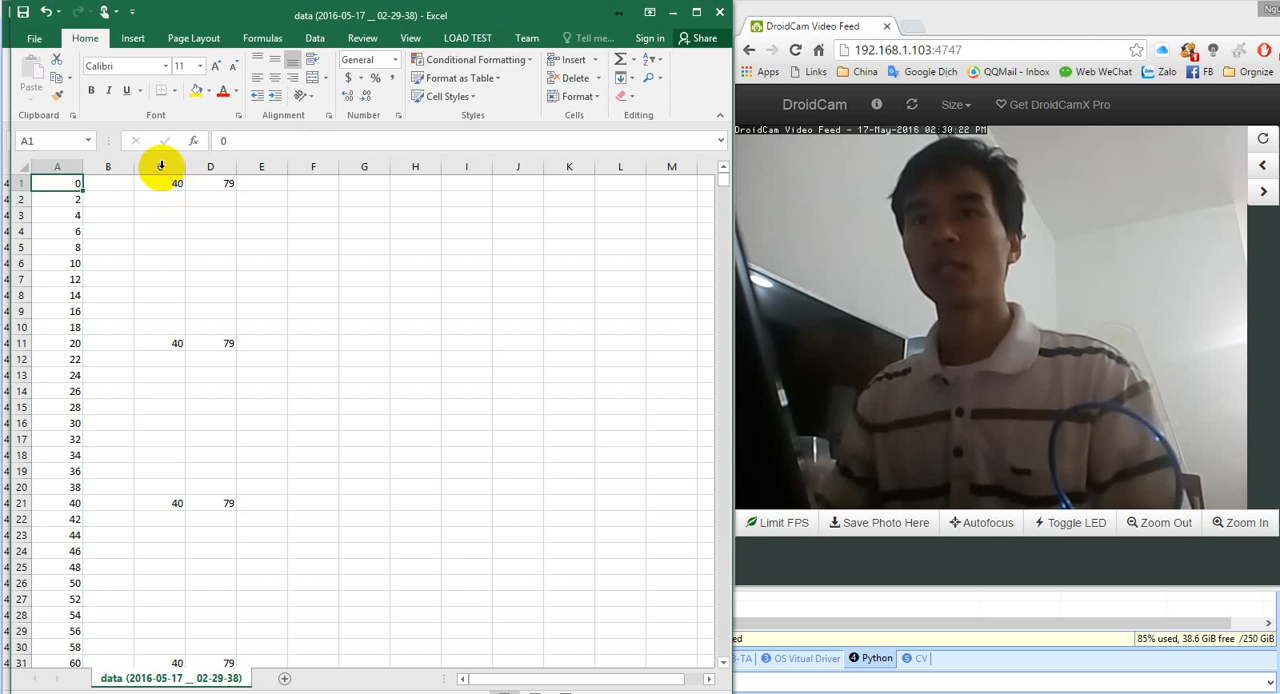 data (2016-05-17 __ 02-29-38) - Excel
File Home Insert Page Layout Formulas Data Review View LOAD TEST Team Tell me... Sign in Share
Paste Calibri 11 General Conditional Formatting Insert
B I U Format as Table Delete
Cell Styles Format
Clipboard Font Alignment Number Styles Cells Editing
A1 fx 0
A B C D E F G H I J K L M
1 0 40 79
2 2
3 4
4 6
5 8
6 10
7 12
8 14
9 16
10 18
11 20 40 79
12 22
13 24
14 26
15 28
16 30
17 32
18 34
19 36
20 38
21 40 40 79
22 42
23 44
24 46
25 48
26 50
27 52
28 54
29 56
30 58
31 60 40 79
data (2016-05-17 __ 02-29-38)
Ngu
DroidCam Video Feed
192.168.1.103:4747
Apps Links China Google Dich QQMail - Inbox Web WeChat Zalo FB Orgnize
DroidCam Size Get DroidCamX Pro
DroidCam Video Feed - 17-May-2016 02:30:22 PM
Limit FPS Save Photo Here Autofocus Toggle LED Zoom Out Zoom In
ed 85% used, 38.6 GiB free /250 GiB
3-TA 3 OS Vitual Driver 4 Python 5 CV